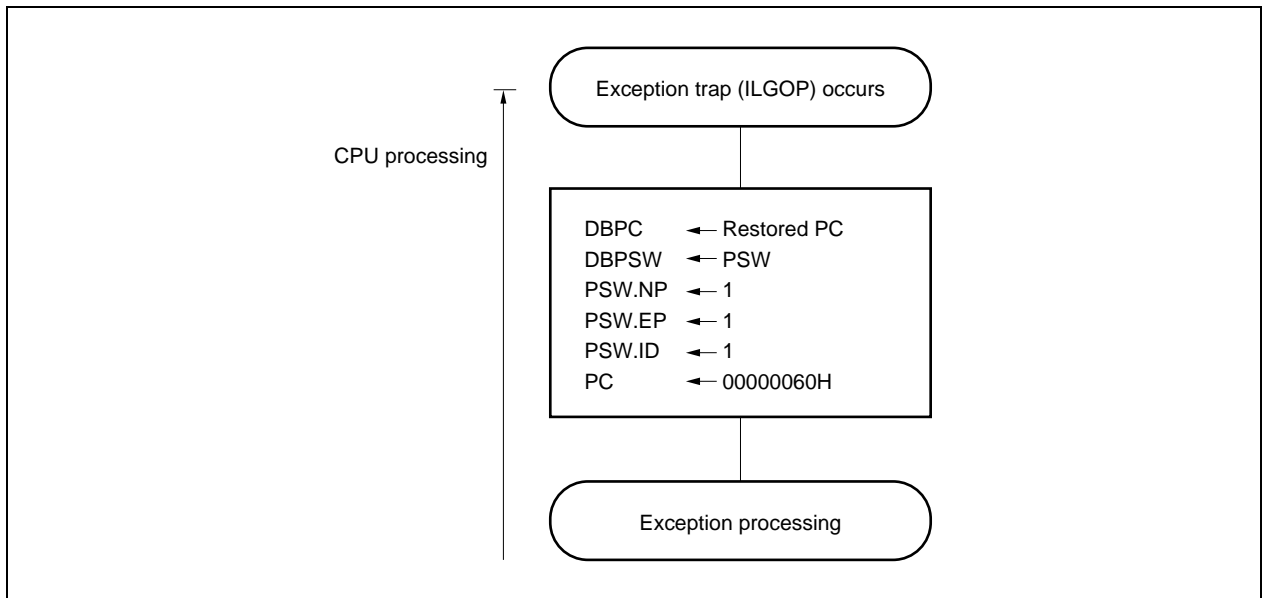 Exception trap (ILGOP) occurs
CPU processing
DBPC ← Restored PC
DBPSW ← PSW
PSW.NP ← 1
PSW.EP ← 1
PSW.ID ← 1
PC ← 00000060H
Exception processing